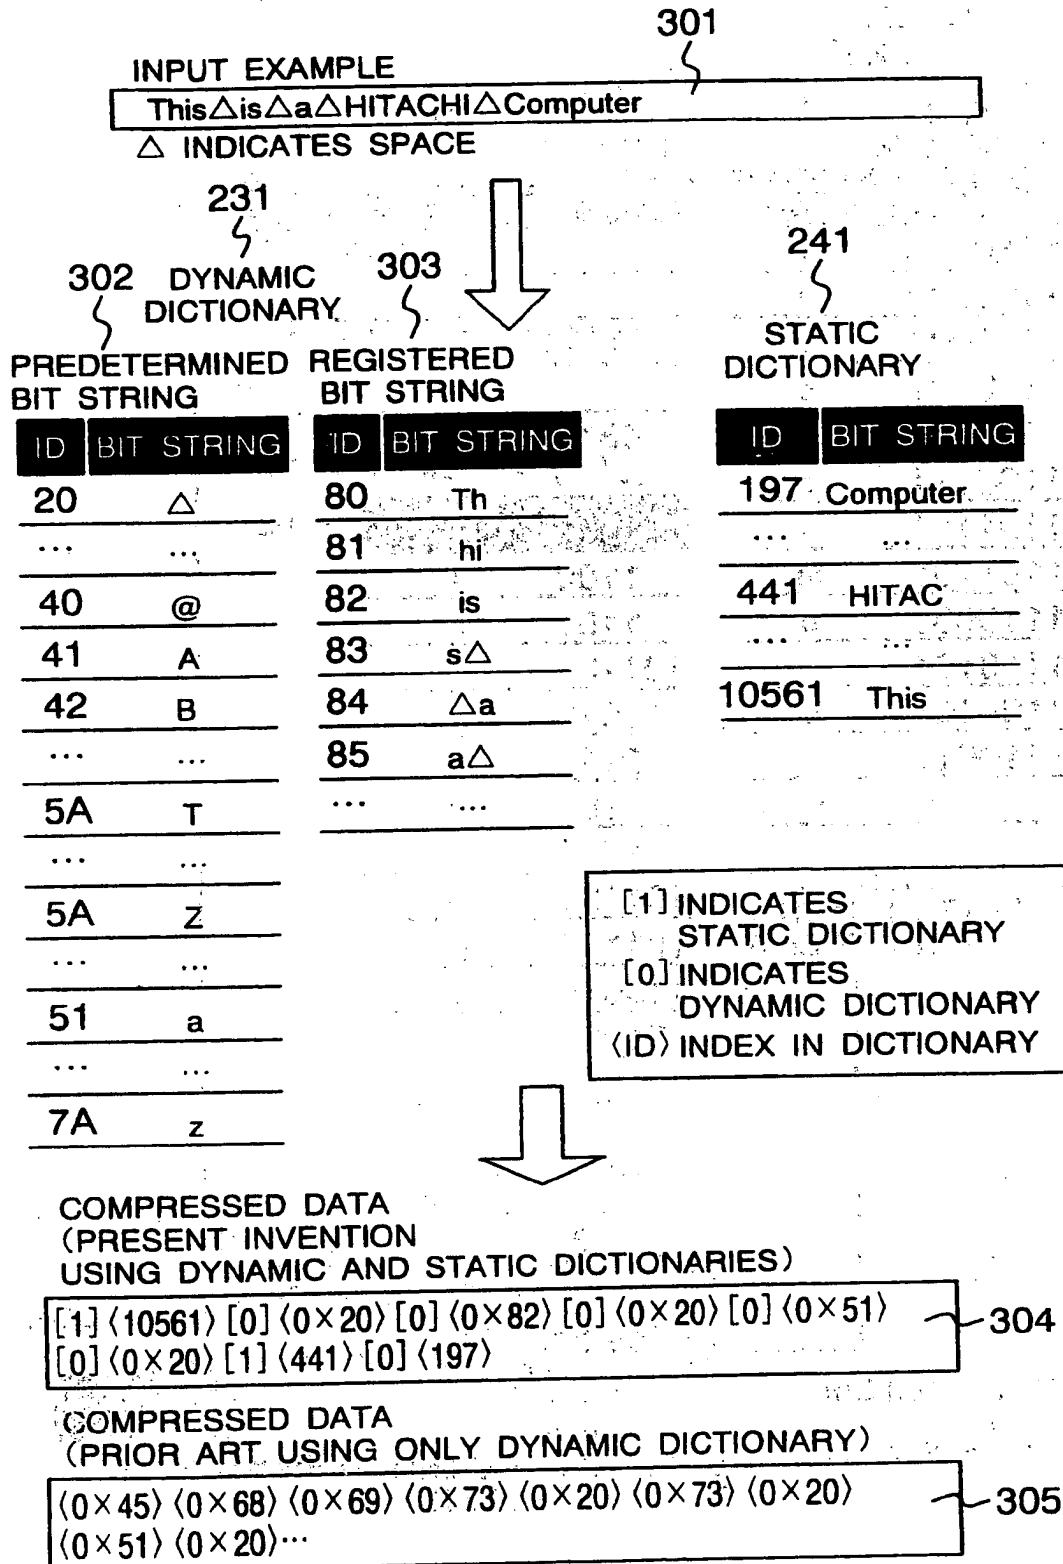 301
INPUT EXAMPLE
This△is△a△HITACHI△Computer
△ INDICATES SPACE
231
302 DYNAMIC DICTIONARY
303
241
PREDETERMINED BIT STRING
REGISTERED BIT STRING
STATIC DICTIONARY
ID BIT STRING
20 △
... ...
40 @
41 A
42 B
... ...
5A T
... ...
5A Z
... ...
51 a
... ...
7A z
ID BIT STRING
80 Th
81 hi
82 is
83 s△
84 △a
85 a△
... ...
ID BIT STRING
197 Computer
... ...
441 HITAC
... ...
10561 This
[1] INDICATES
STATIC DICTIONARY
[0] INDICATES
DYNAMIC DICTIONARY
⟨ID⟩ INDEX IN DICTIONARY
COMPRESSED DATA
(PRESENT INVENTION
USING DYNAMIC AND STATIC DICTIONARIES)
[1] ⟨10561⟩ [0] ⟨0×20⟩ [0] ⟨0×82⟩ [0] ⟨0×20⟩ [0] ⟨0×51⟩
[0] ⟨0×20⟩ [1] ⟨441⟩ [0] ⟨197⟩
304
COMPRESSED DATA
(PRIOR ART USING ONLY DYNAMIC DICTIONARY)
⟨0×45⟩ ⟨0×68⟩ ⟨0×69⟩ ⟨0×73⟩ ⟨0×20⟩ ⟨0×73⟩ ⟨0×20⟩
⟨0×51⟩ ⟨0×20⟩...
305